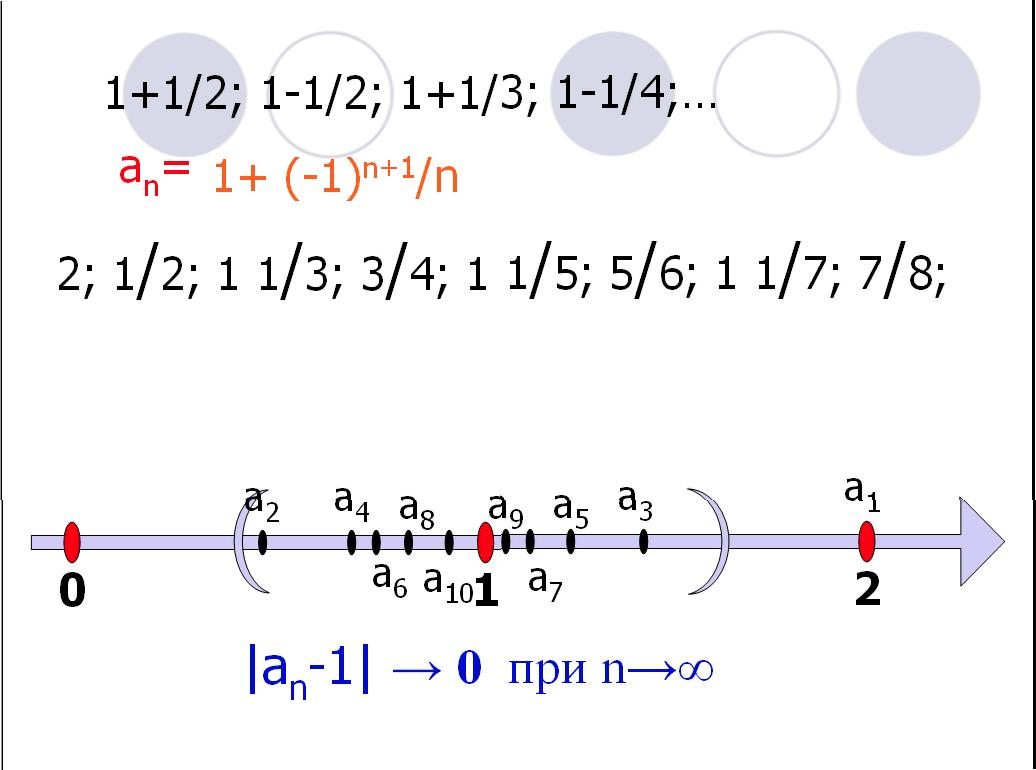 1+1/2; 1-1/2; 1+1/3; 1-1/4;...
aₙ= 1+ (-1)ⁿ⁺¹/n
2; 1/2; 1 1/3; 3/4; 1 1/5; 5/6; 1 1/7; 7/8;
a₂ a₄ a₈ a₉ a₅ a₃ a₁
0 a₆ a₁₀ 1 a₇ 2
|aₙ-1| → 0 при n→∞